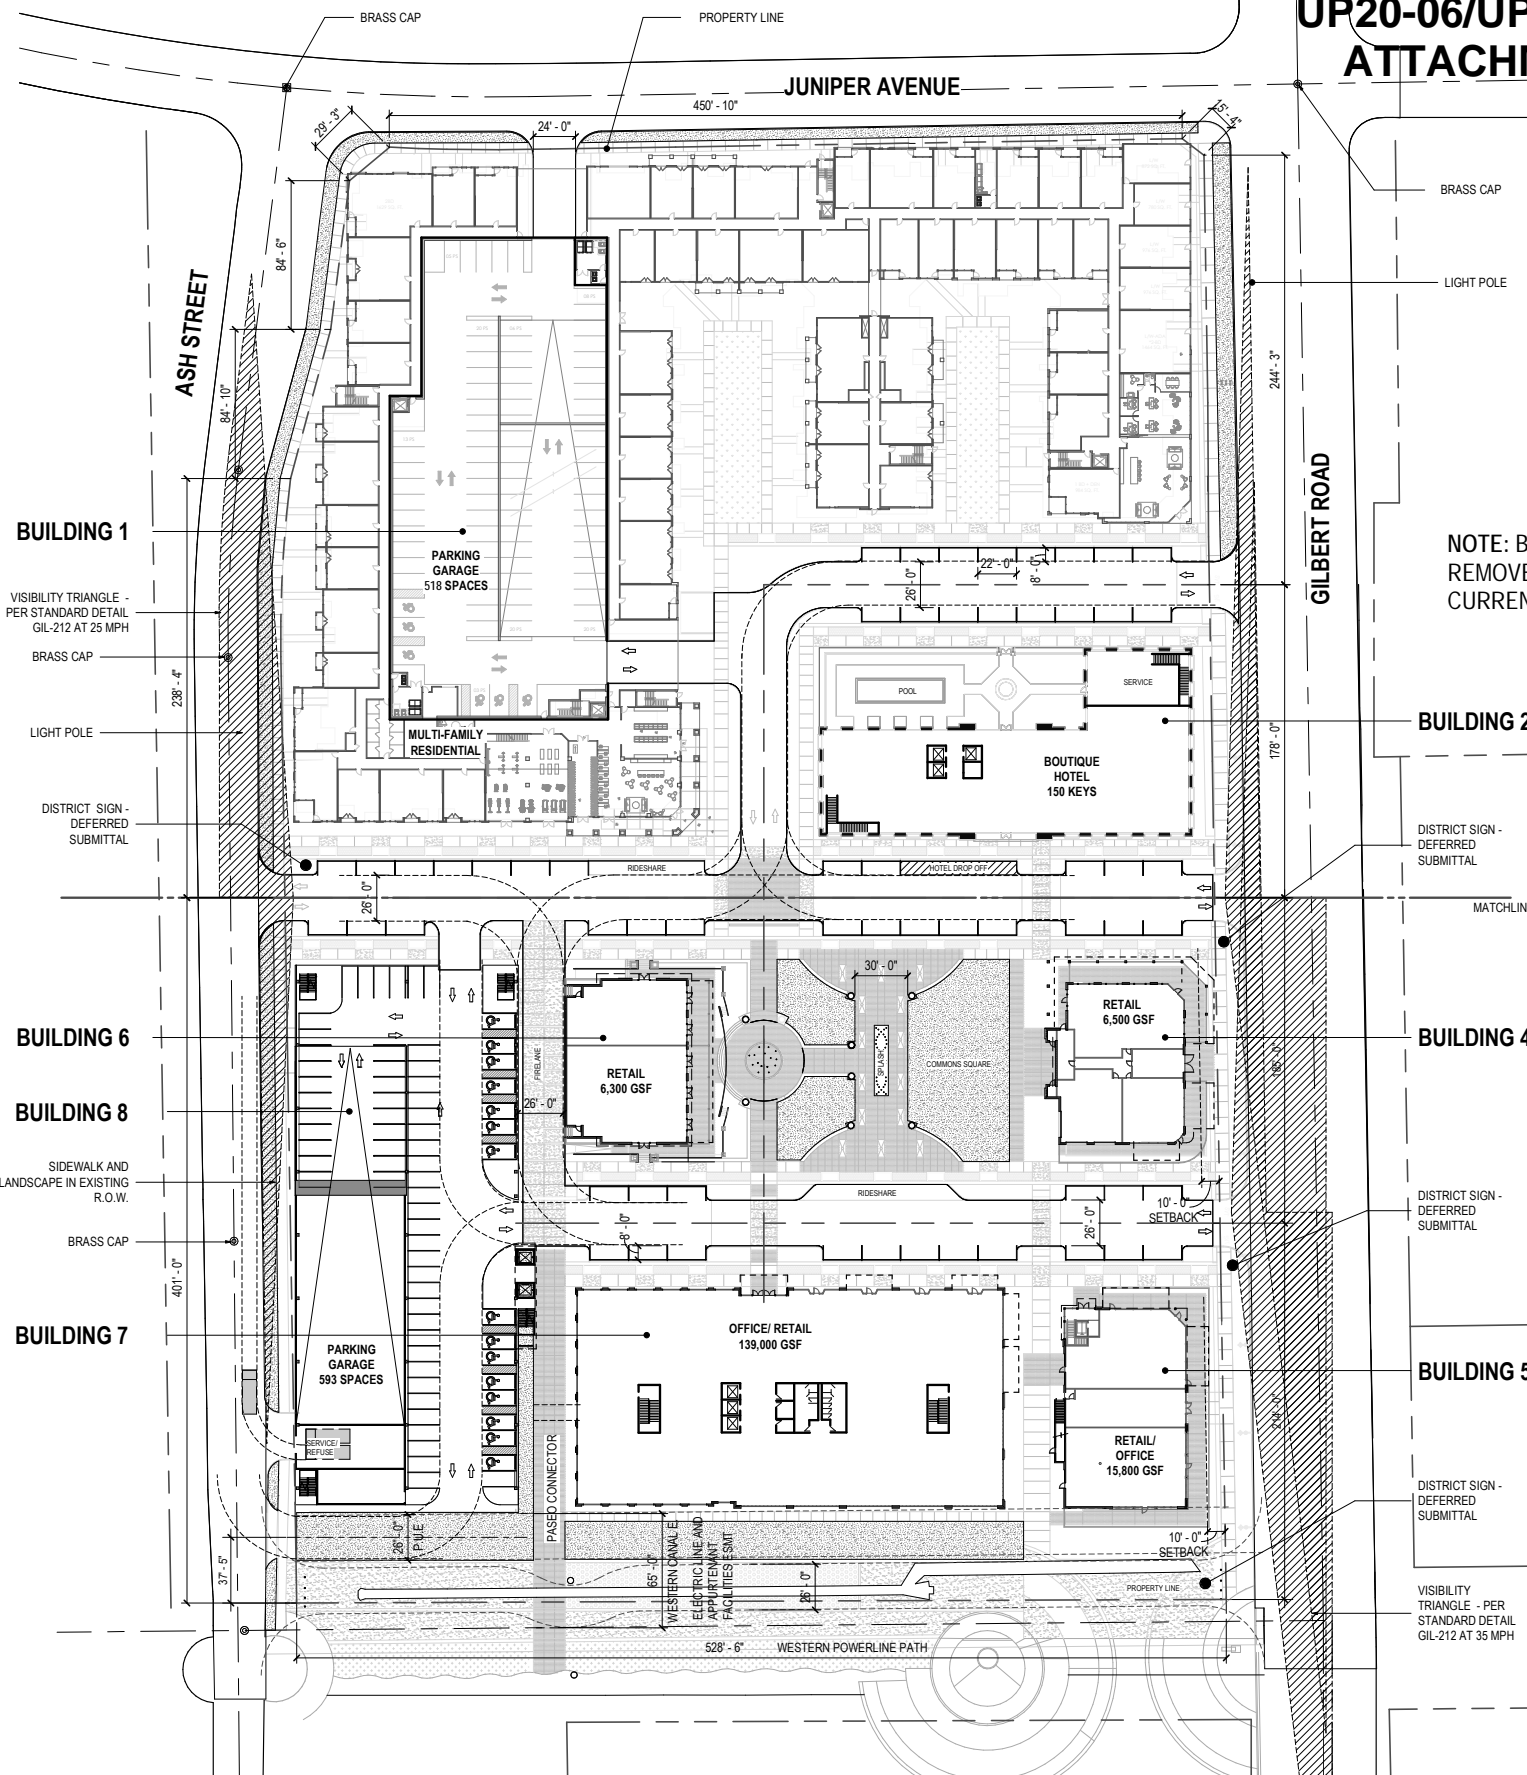 UP20-06/UP
ATTACH
BRASS CAP
PROPERTY LINE
JUNIPER AVENUE
450' - 10"
29' - 3"
24' - 0"
15' - 4"
BRASS CAP
84' - 6"
ASH STREET
LIGHT POLE
84' - 10"
244' - 3"
GILBERT ROAD
BUILDING 1
PARKING
GARAGE
518 SPACES
NOTE: B
REMOVE
CURREN
22' - 0"
8' - 0"
26' - 0"
VISIBILITY TRIANGLE -
PER STANDARD DETAIL
GIL-212 AT 25 MPH
BRASS CAP
238' - 4"
POOL
SERVICE
LIGHT POLE
MULTI-FAMILY
RESIDENTIAL
BUILDING 2
178' - 0"
BOUTIQUE
HOTEL
150 KEYS
DISTRICT SIGN -
DEFERRED
SUBMITTAL
DISTRICT SIGN -
DEFERRED
SUBMITTAL
RIDESHARE
HOTEL DROP OFF
26' - 0"
MATCHLIN
30' - 0"
BUILDING 6
RETAIL
6,300 GSF
FIRELANE
SPLASH
COMMONS SQUARE
RETAIL
6,500 GSF
BUILDING 4
26' - 0"
BUILDING 8
SIDEWALK AND
LANDSCAPE IN EXISTING
R.O.W.
RIDESHARE
10' - 0"
SETBACK
DISTRICT SIGN -
DEFERRED
SUBMITTAL
8' - 0"
26' - 0"
BRASS CAP
401' - 0"
BUILDING 7
OFFICE/ RETAIL
139,000 GSF
PARKING
GARAGE
593 SPACES
BUILDING 5
SERVICE/
REFUSE
RETAIL/
OFFICE
15,800 GSF
PASEO CONNECTOR
DISTRICT SIGN -
DEFERRED
SUBMITTAL
26' - 0"
P.U.E
65' - 0"
WESTERN CANAL E.
ELECTRIC LINE AND
APPURTENANT
FACILITIES ESMT
10' - 0"
SETBACK
37' - 5"
26' - 0"
PROPERTY LINE
VISIBILITY
TRIANGLE - PER
STANDARD DETAIL
GIL-212 AT 35 MPH
528' - 6"
WESTERN POWERLINE PATH